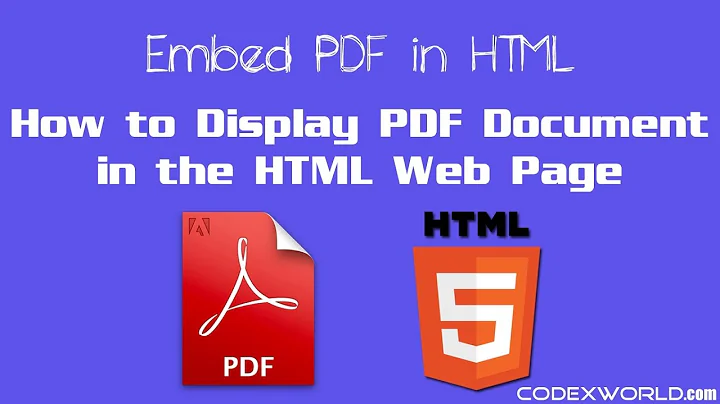 Embed PDF in HTML
How to Display PDF Document
in the HTML Web Page
HTML
5
PDF
CODEXWORLD.com